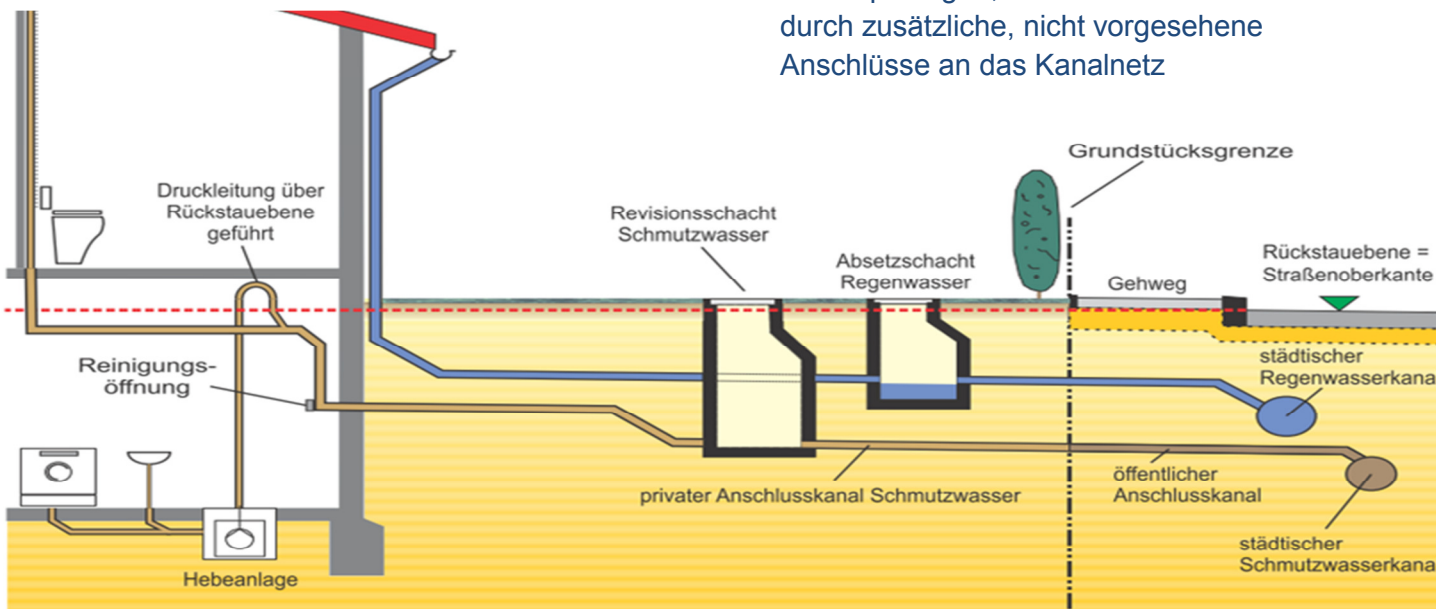 durch zusätzliche, nicht vorgesehene
Anschlüsse an das Kanalnetz
Grundstücksgrenze
Druckleitung über
Rückstauebene
geführt
Revisionsschacht
Schmutzwasser
Absetzschacht
Regenwasser
Gehweg
Rückstauebene =
Straßenoberkante
Reinigungs-
öffnung
städtischer
Regenwasserkana
privater Anschlusskanal Schmutzwasser
öffentlicher
Anschlusskanal
städtischer
Schmutzwasserkana
Hebeanlage